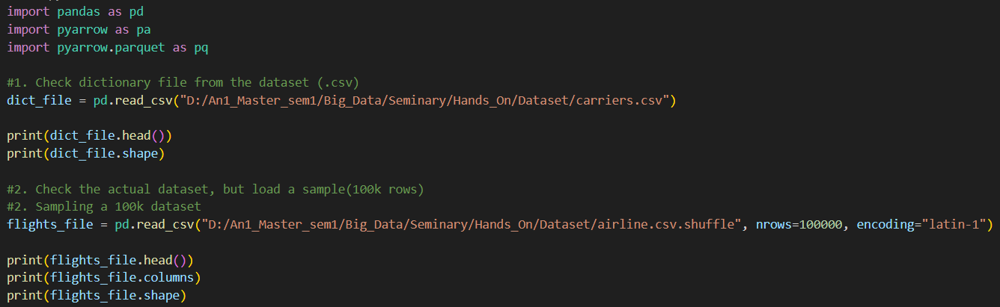 import pandas as pd
import pyarrow as pa
import pyarrow.parquet as pq
#1. Check dictionary file from the dataset (.csv)
dict_file = pd.read_csv("D:/An1_Master_sem1/Big_Data/Seminary/Hands_On/Dataset/carriers.csv")
print(dict_file.head())
print(dict_file.shape)
#2. Check the actual dataset, but load a sample(100k rows)
#2. Sampling a 100k dataset
flights_file = pd.read_csv("D:/An1_Master_sem1/Big_Data/Seminary/Hands_On/Dataset/airline.csv.shuffle", nrows=100000, encoding="latin-1")
print(flights_file.head())
print(flights_file.columns)
print(flights_file.shape)